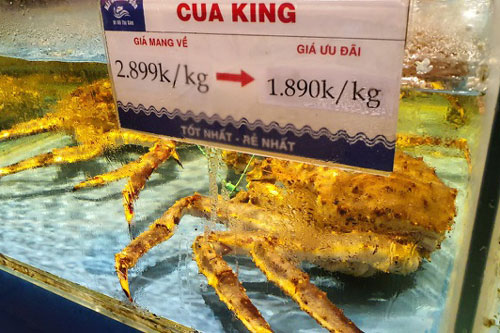 CUA KING
GIÁ MANG VỀ
GIÁ ƯU ĐÃI
2.899k/kg
1.890k/kg
TỐT NHẤT - RẺ NHẤT